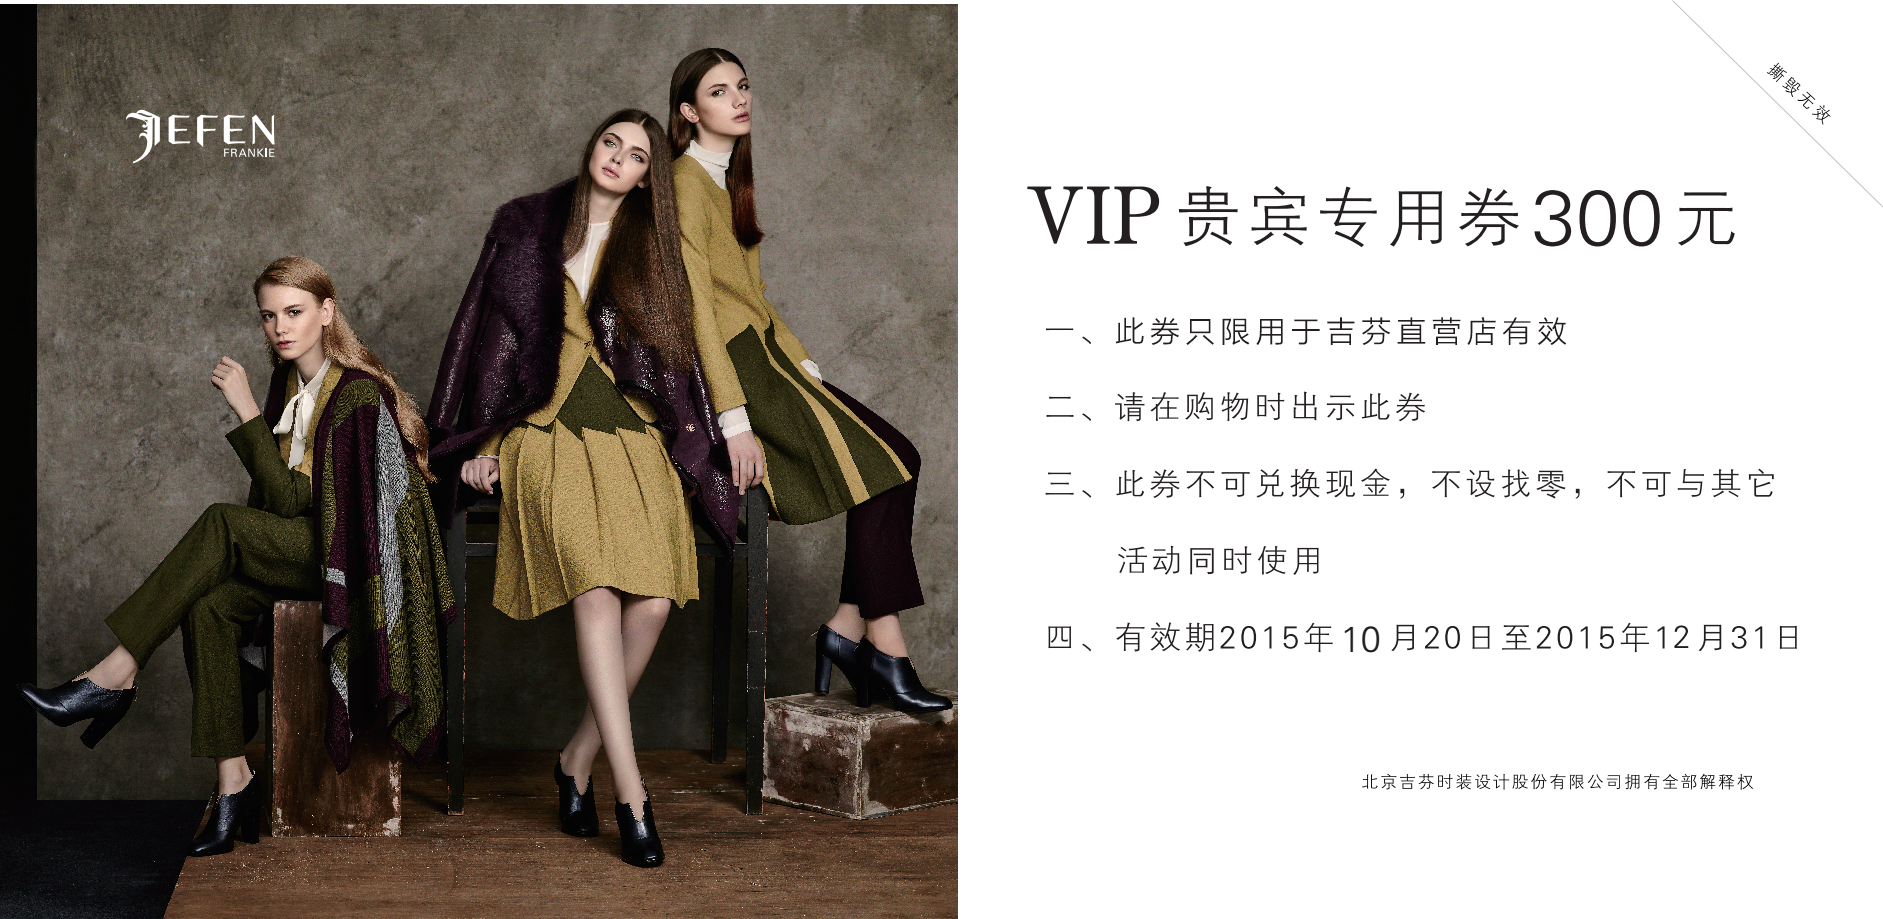 JEFEN
FRANKIE
撕毁无效
VIP 贵宾专用券300元
一、此券只限用于吉芬直营店有效
二、请在购物时出示此券
三、此券不可兑换现金，不设找零，不可与其它
活动同时使用
四、有效期2015年10月20日至2015年12月31日
北京吉芬时装设计股份有限公司拥有全部解释权